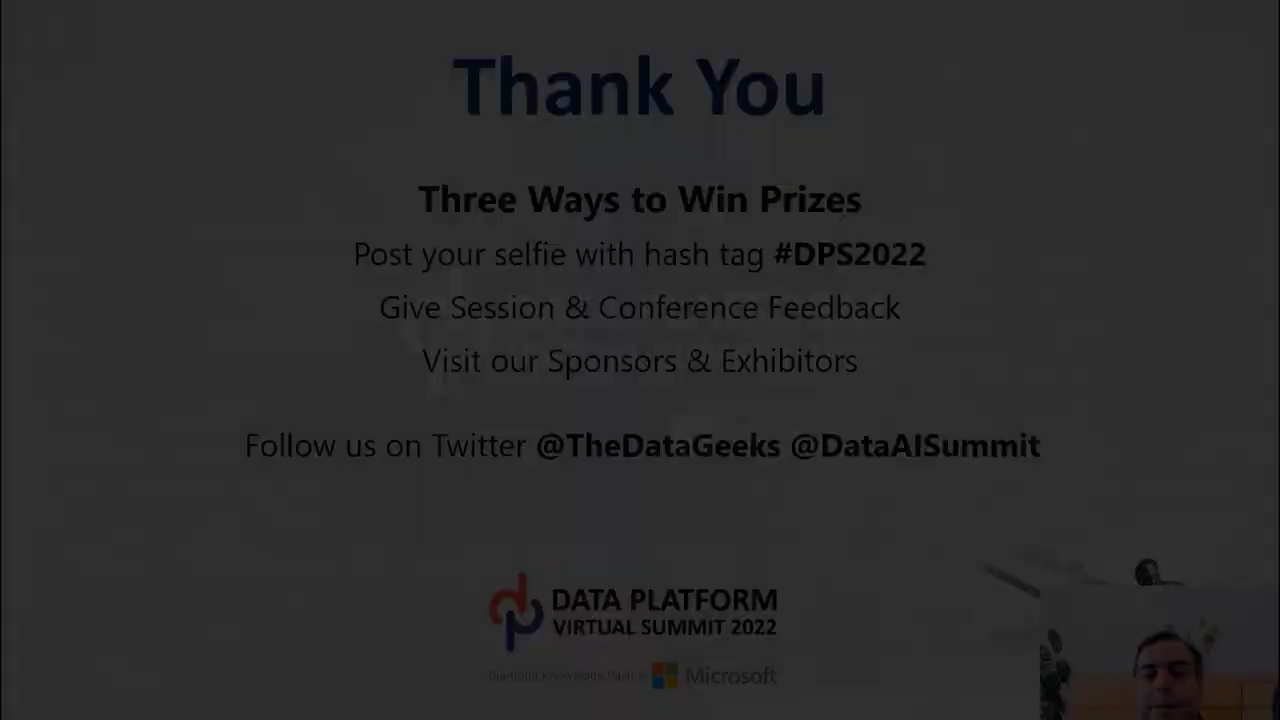 Thank You
Three Ways to Win Prizes
Post your selfie with hash tag #DPS2022
Give Session & Conference Feedback
Visit our Sponsors & Exhibitors
Follow us on Twitter @TheDataGeeks @DataAISummit
DATA PLATFORM
VIRTUAL SUMMIT 2022
Microsoft